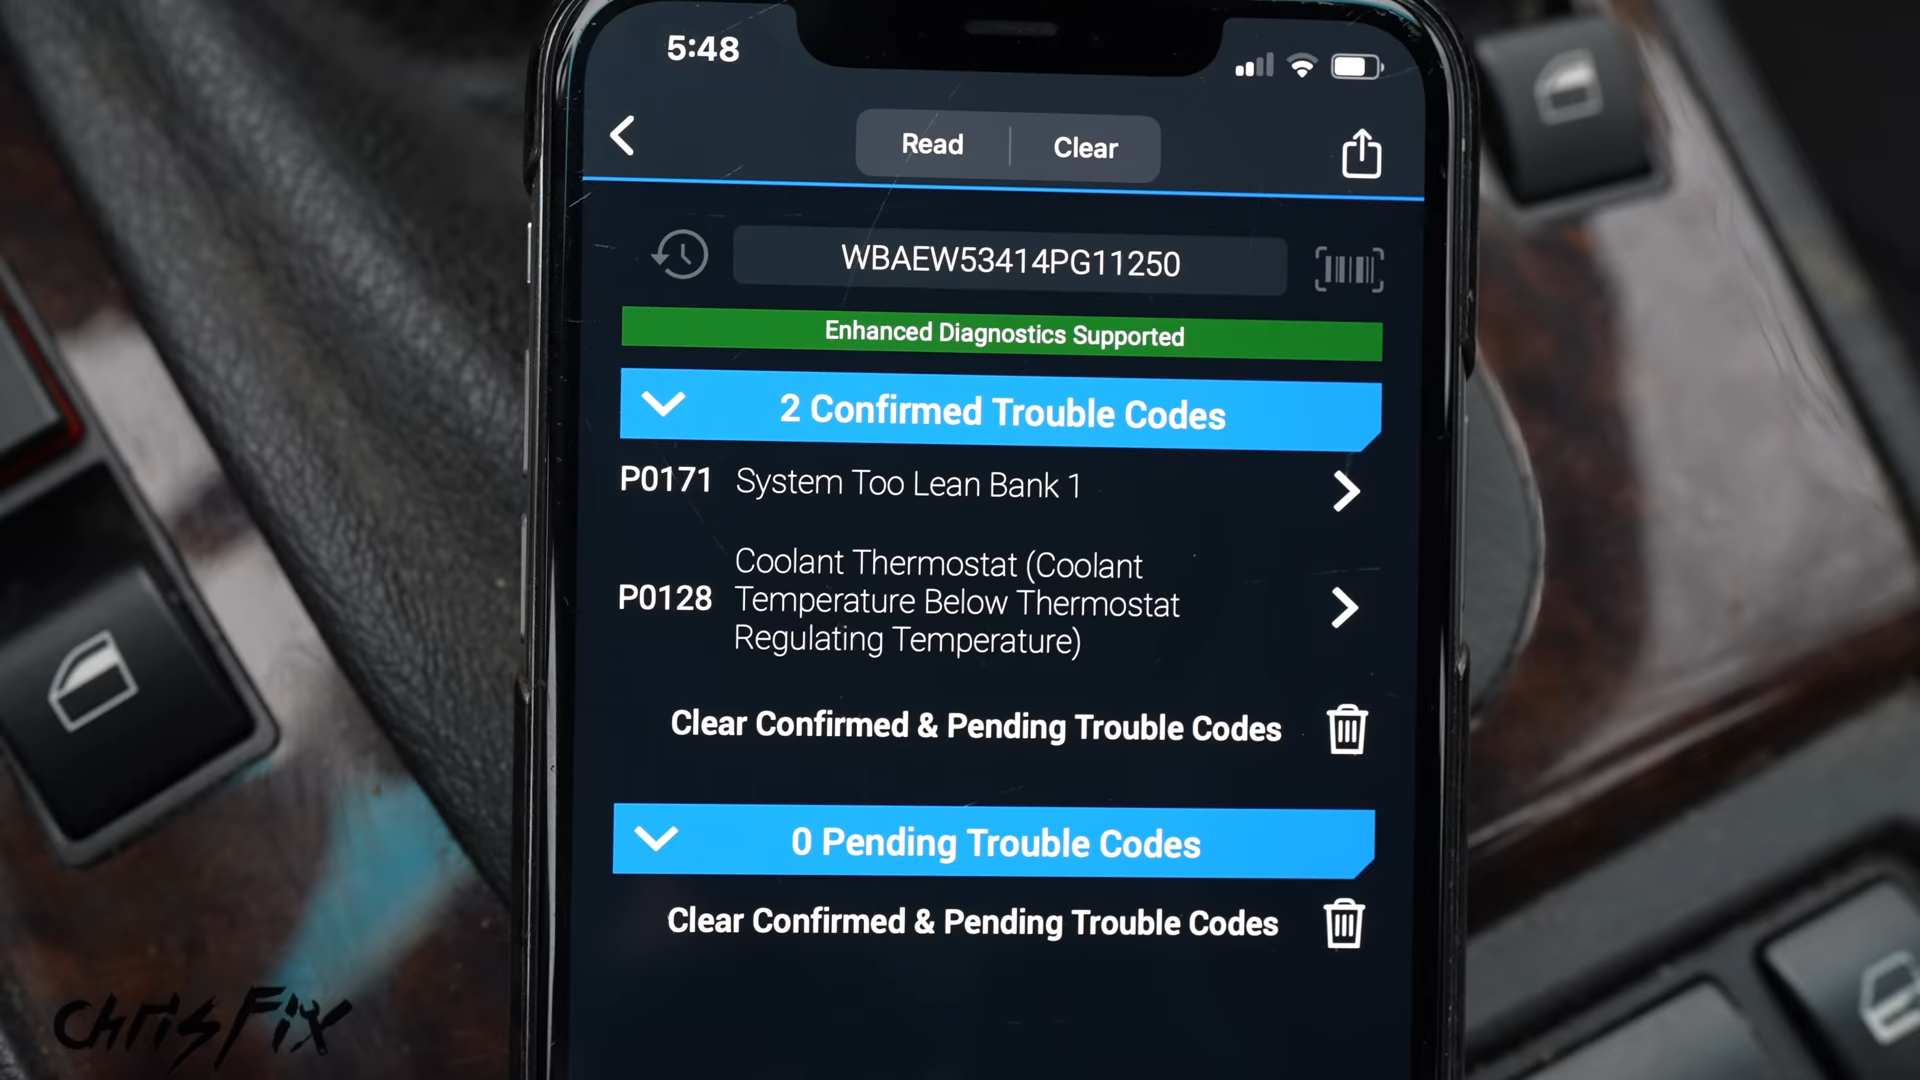 5:48
Read
Clear
WBAEW53414PG11250
Enhanced Diagnostics Supported
2 Confirmed Trouble Codes
P0171 System Too Lean Bank 1
P0128 Coolant Thermostat (Coolant
Temperature Below Thermostat
Regulating Temperature)
Clear Confirmed & Pending Trouble Codes
0 Pending Trouble Codes
Clear Confirmed & Pending Trouble Codes
ChrisFix